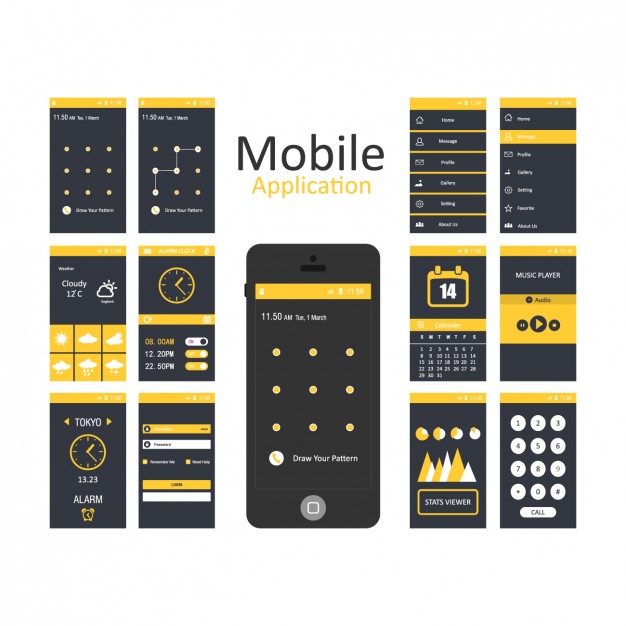 11:50
11.50 AM Tue, 1 March
Draw Your Pattern
11:50
11.50 AM Tue, 1 March
Draw Your Pattern
Mobile
Application
11:50
Home
Message
Profile
Gallery
Setting
About Us
11:50
Home
Message
Profile
Gallery
Setting
Favorite
About Us
11:50
Weather
Cloudy
12°C
England
ALARM CLOCK
08. 00AM
ON
12. 20PM
OFF
22. 50PM
OFF
11:50
11.50 AM Tue, 1 March
Draw Your Pattern
11:50
14
Calender
S M T W T F S
1 2 3 4 5 6 7
8 9 10 11 12 13 14
15 16 17 18 19 20 21
22 23 24 25 26 27 28
29 30 31
MUSIC PLAYER
Audio
11:50
TOKYO
13.23
ALARM
11:50
User Name
Password
Remember Me
Need Help
LOGIN
STATS VIEWER
11:50
1 2 3
4 5 6
7 8 9
* 0 #
CALL